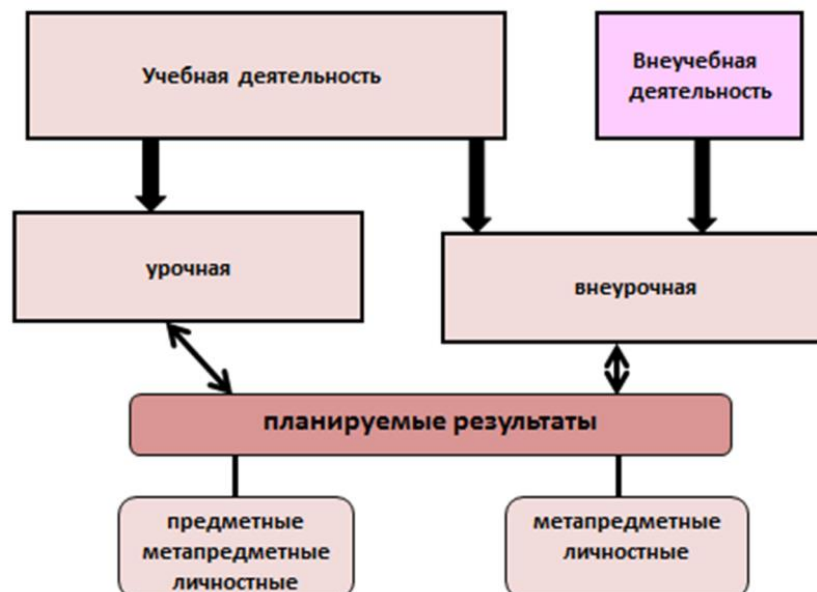 Учебная деятельность
Внеучебная
деятельность
урочная
внеурочная
планируемые результаты
предметные
метапредметные
личностные
метапредметные
личностные